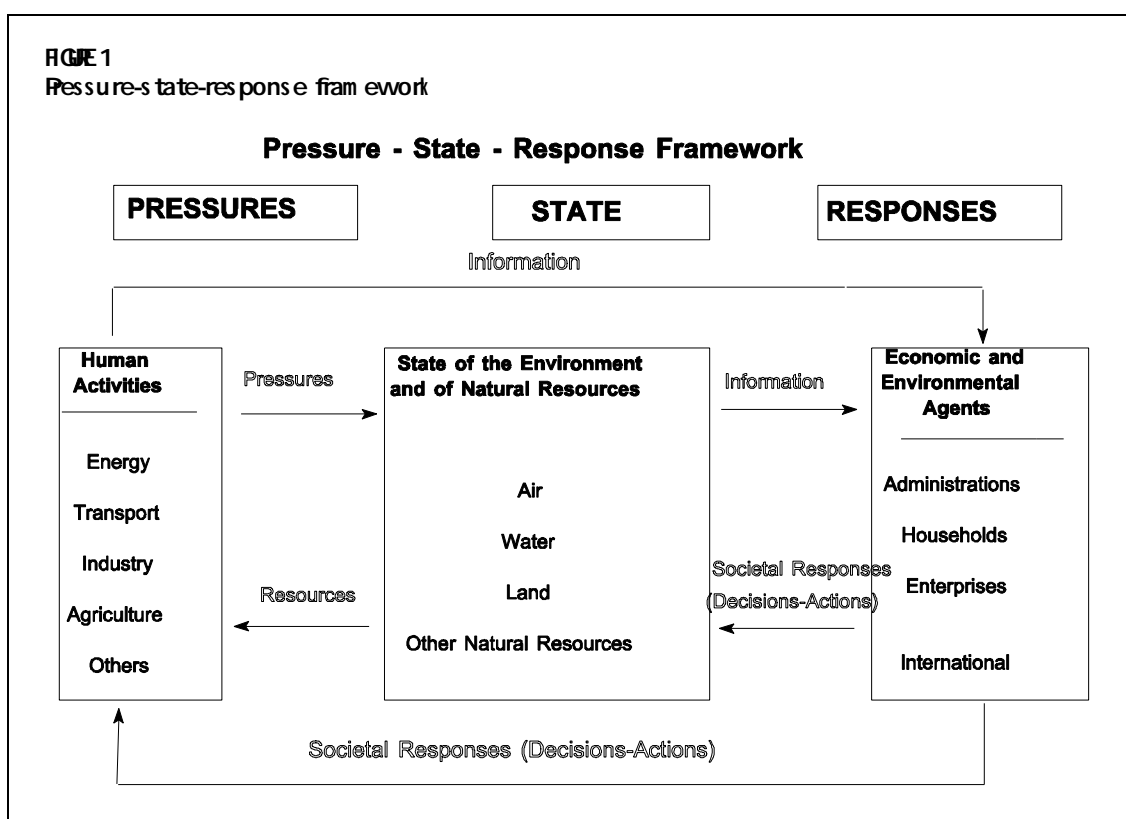 FIGURE 1
Pressure-state-response framework
Pressure - State - Response Framework
PRESSURES
STATE
RESPONSES
Information
Human
Activities
Energy
Transport
Industry
Agriculture
Others
Pressures
Resources
State of the Environment
and of Natural Resources
Air
Water
Land
Other Natural Resources
Information
Societal Responses
(Decisions-Actions)
Economic and
Environmental
Agents
Administrations
Households
Enterprises
International
Societal Responses (Decisions-Actions)